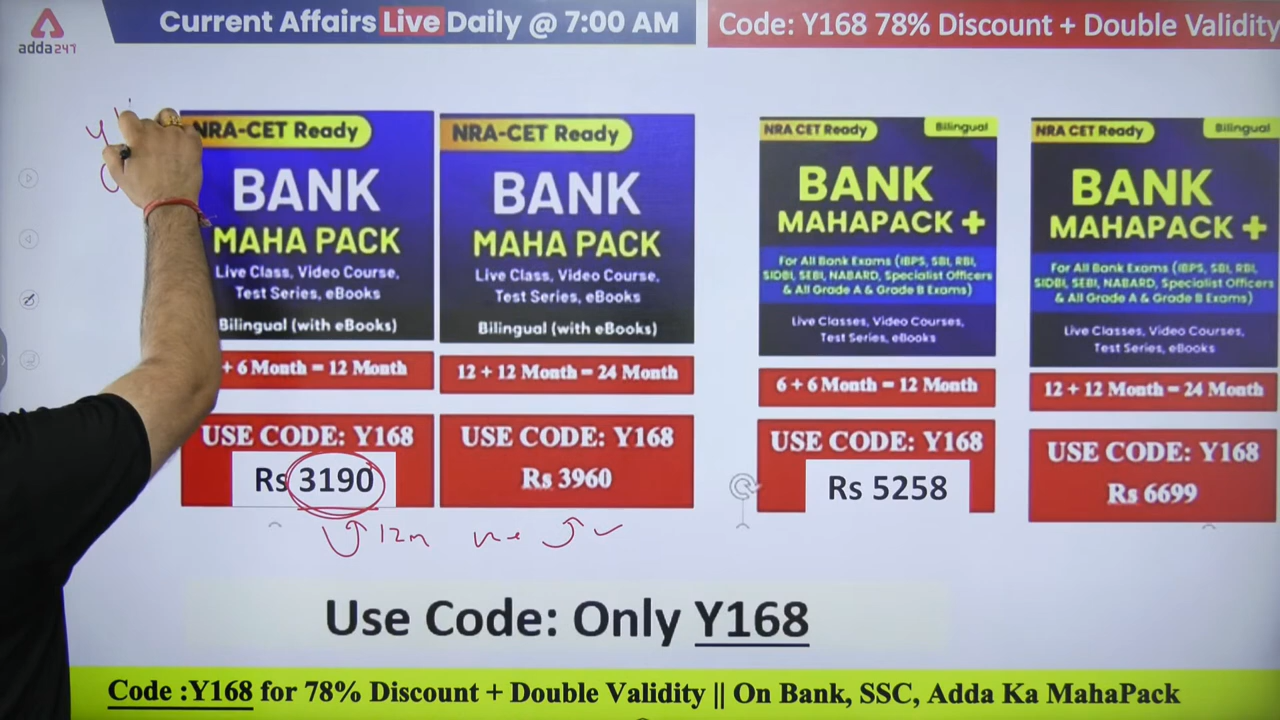 adda247
Current Affairs Live Daily @ 7:00 AM
Code: Y168 78% Discount + Double Validity
NRA-CET Ready
BANK
MAHA PACK
Live Class, Video Course,
Test Series, eBooks
Bilingual (with eBooks)
+ 6 Month = 12 Month
USE CODE: Y168
Rs 3190
NRA-CET Ready
BANK
MAHA PACK
Live Class, Video Course,
Test Series, eBooks
Bilingual (with eBooks)
12 + 12 Month = 24 Month
USE CODE: Y168
Rs 3960
NRA CET Ready
Bilingual
BANK
MAHAPACK +
For All Bank Exams (IBPS, SBI, RBI,
SIDBI, SEBI, NABARD, Specialist Officers
& All Grade A & Grade B Exams)
Live Classes, Video Courses,
Test Series, eBooks
6 + 6 Month = 12 Month
USE CODE: Y168
Rs 5258
NRA CET Ready
Bilingual
BANK
MAHAPACK +
For All Bank Exams (IBPS, SBI, RBI,
SIDBI, SEBI, NABARD, Specialist Officers
& All Grade A & Grade B Exams)
Live Classes, Video Courses,
Test Series, eBooks
12 + 12 Month = 24 Month
USE CODE: Y168
Rs 6699
12m
Use Code: Only Y168
Code :Y168 for 78% Discount + Double Validity || On Bank, SSC, Adda Ka MahaPack